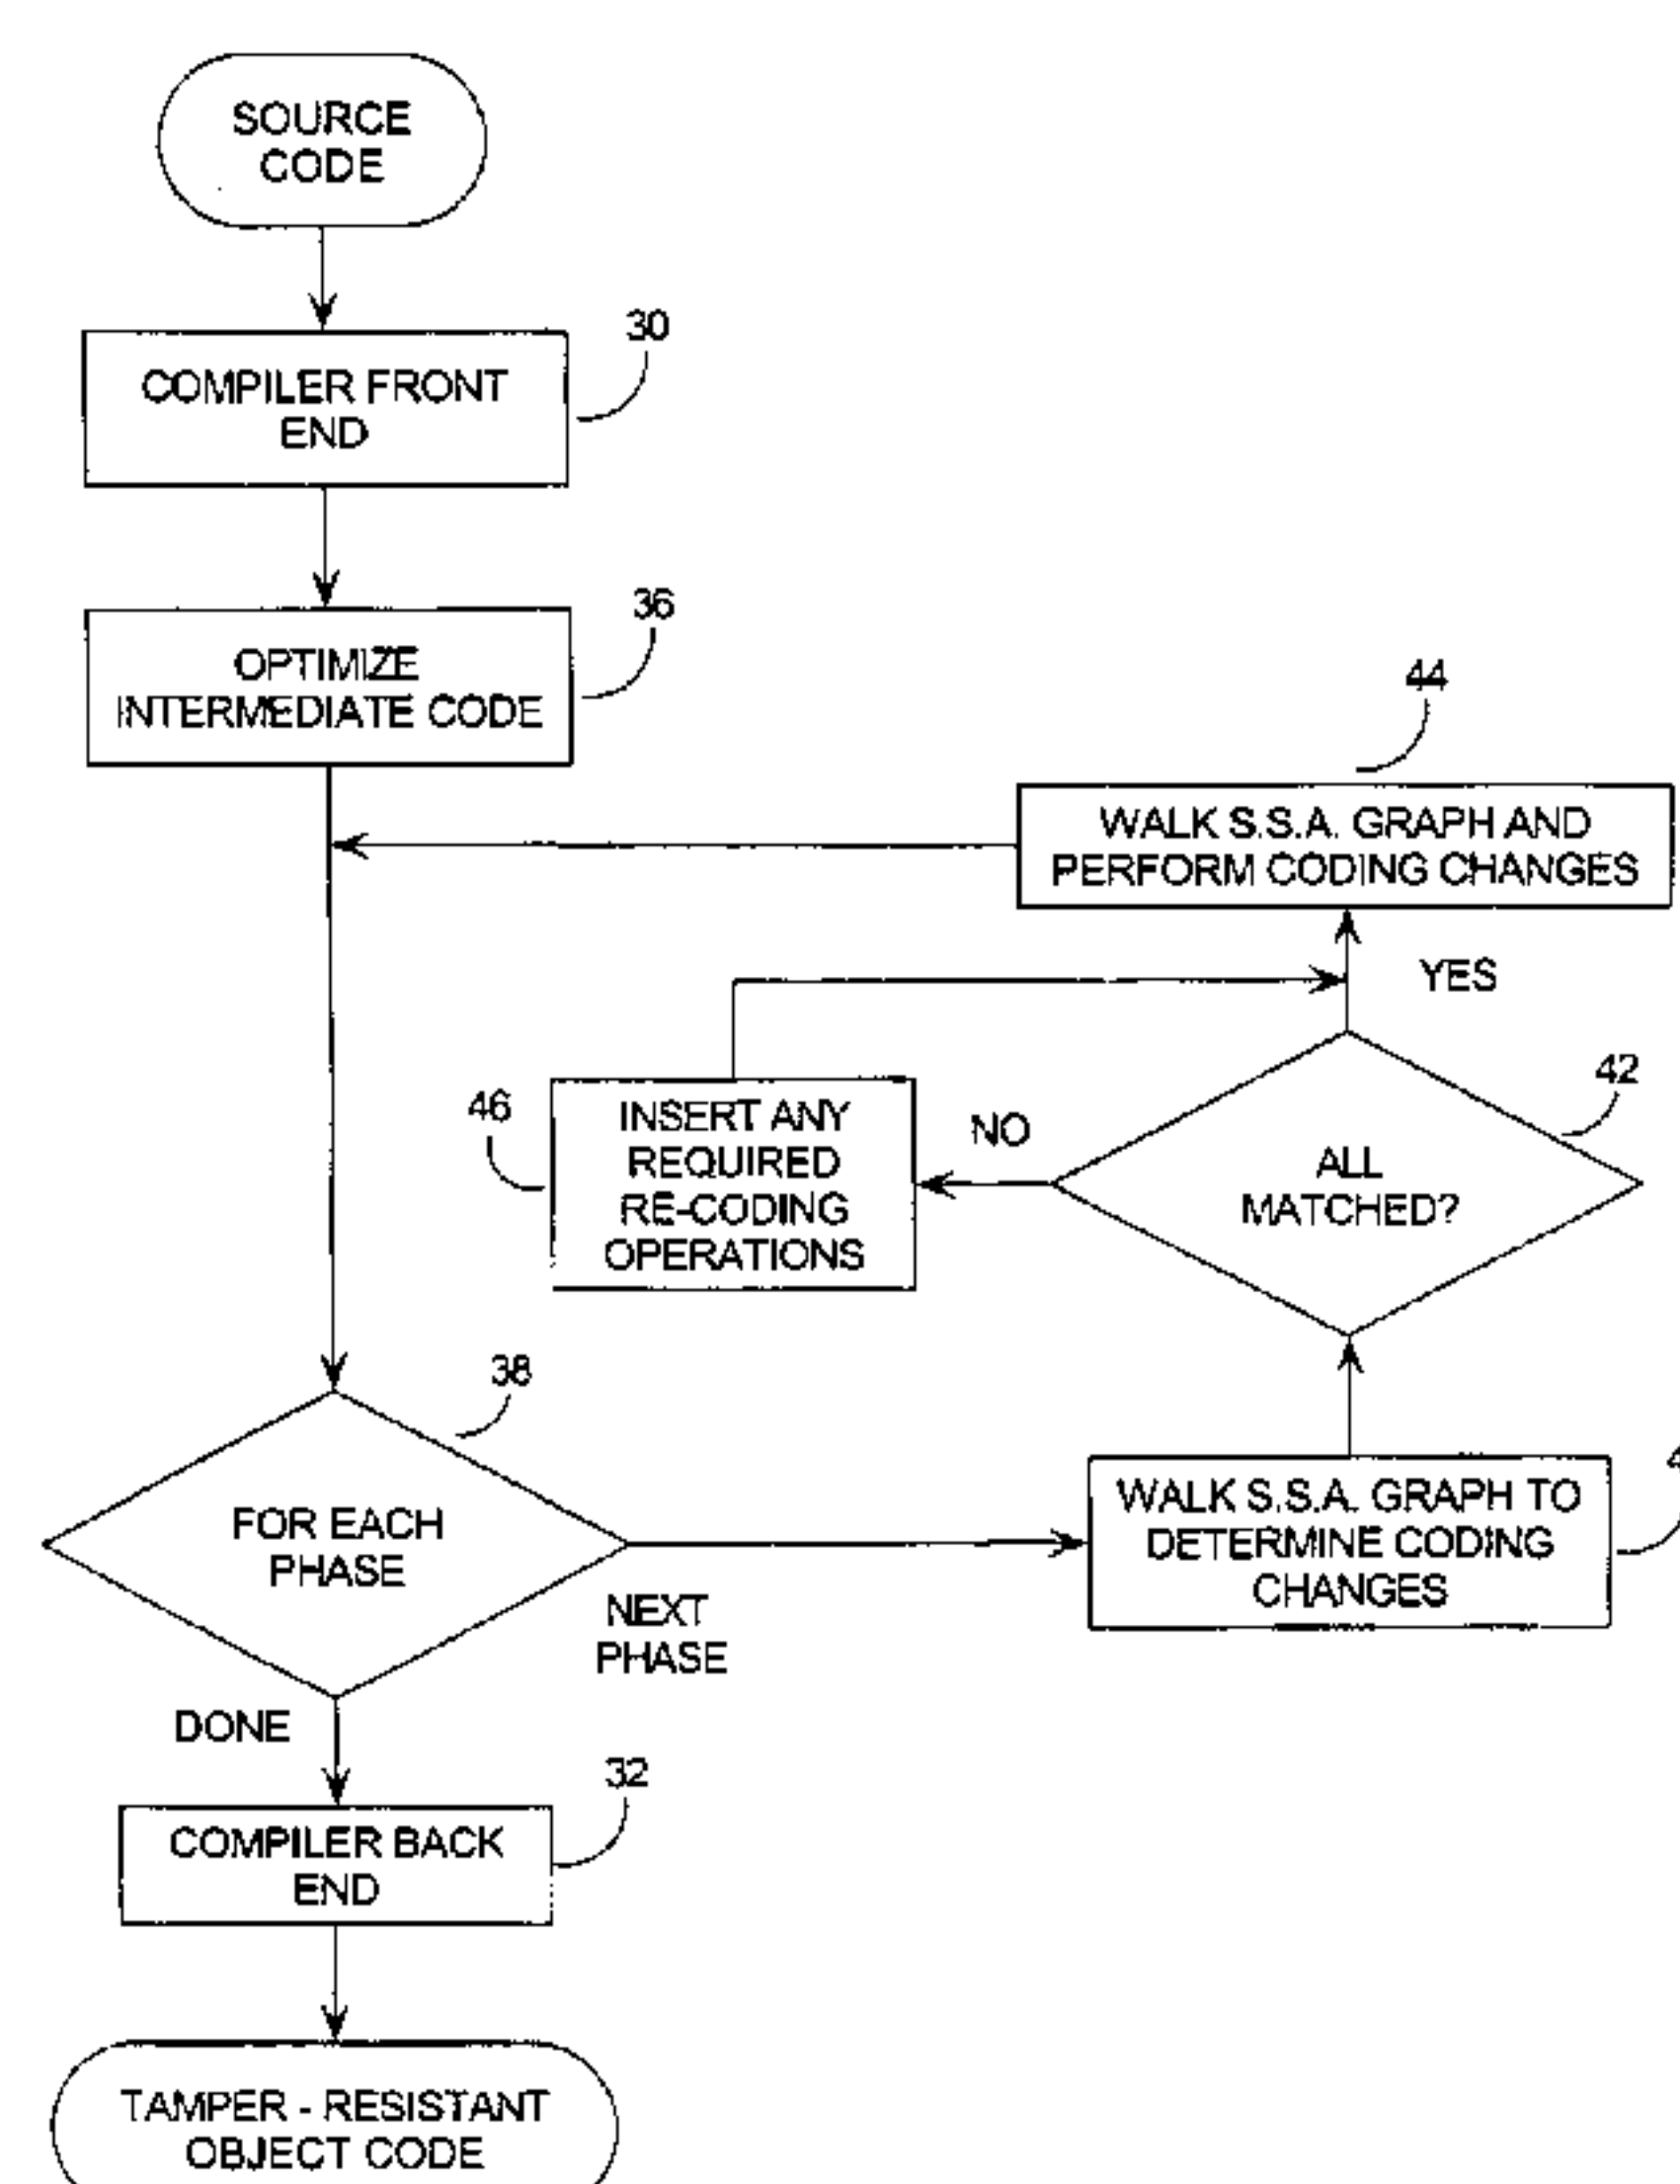 SOURCE
CODE
30
COMPILER FRONT
END
36
OPTIMIZE
INTERMEDIATE CODE
44
WALK S.S.A. GRAPH AND
PERFORM CODING CHANGES
YES
42
46
INSERT ANY
REQUIRED
RE-CODING
OPERATIONS
NO
ALL
MATCHED?
38
FOR EACH
PHASE
NEXT
PHASE
WALK S.S.A. GRAPH TO
DETERMINE CODING
CHANGES
DONE
32
COMPILER BACK
END
TAMPER - RESISTANT
OBJECT CODE